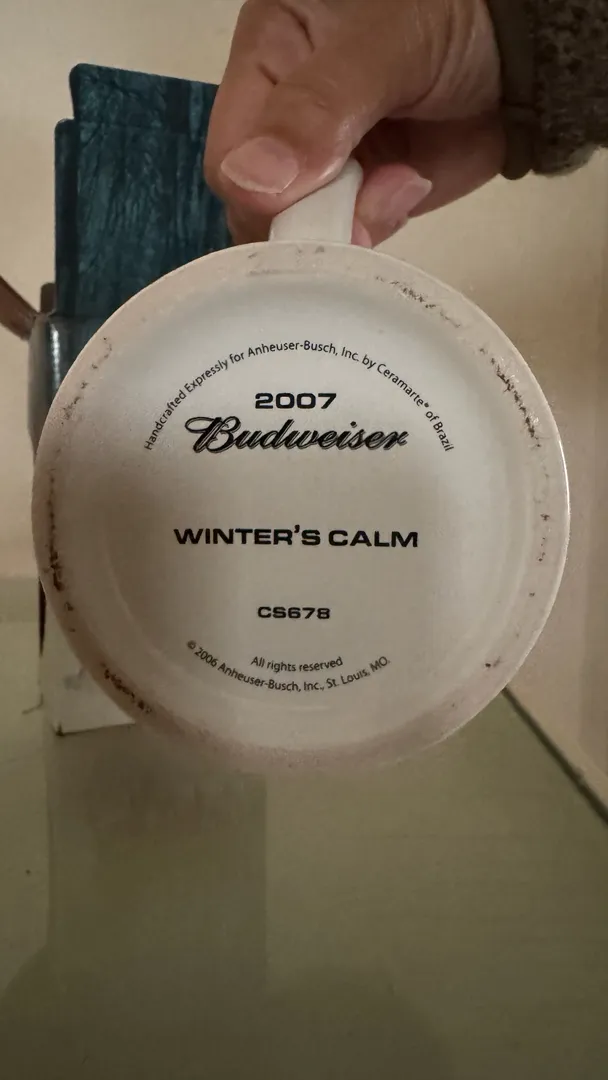 Handcrafted Expressly for Anheuser-Busch, Inc. by Ceramarte® of Brazil
2007
Budweiser
WINTER'S CALM
CS678
All rights reserved
© 2006 Anheuser-Busch, Inc., St. Louis, MO.